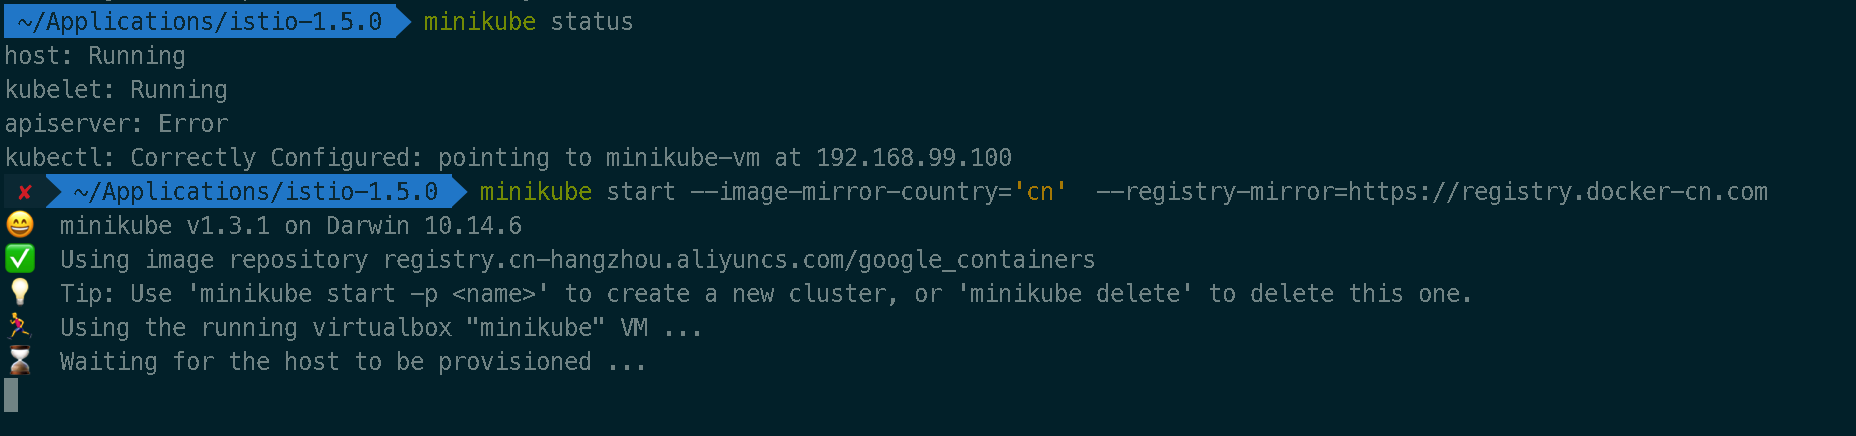 ~/Applications/istio-1.5.0 minikube status
host: Running
kubelet: Running
apiserver: Error
kubectl: Correctly Configured: pointing to minikube-vm at 192.168.99.100
✘ ~/Applications/istio-1.5.0 minikube start --image-mirror-country='cn'  --registry-mirror=https://registry.docker-cn.com
😄 minikube v1.3.1 on Darwin 10.14.6
✅ Using image repository registry.cn-hangzhou.aliyuncs.com/google_containers
💡 Tip: Use 'minikube start -p <name>' to create a new cluster, or 'minikube delete' to delete this one.
🏃 Using the running virtualbox "minikube" VM ...
⌛ Waiting for the host to be provisioned ...